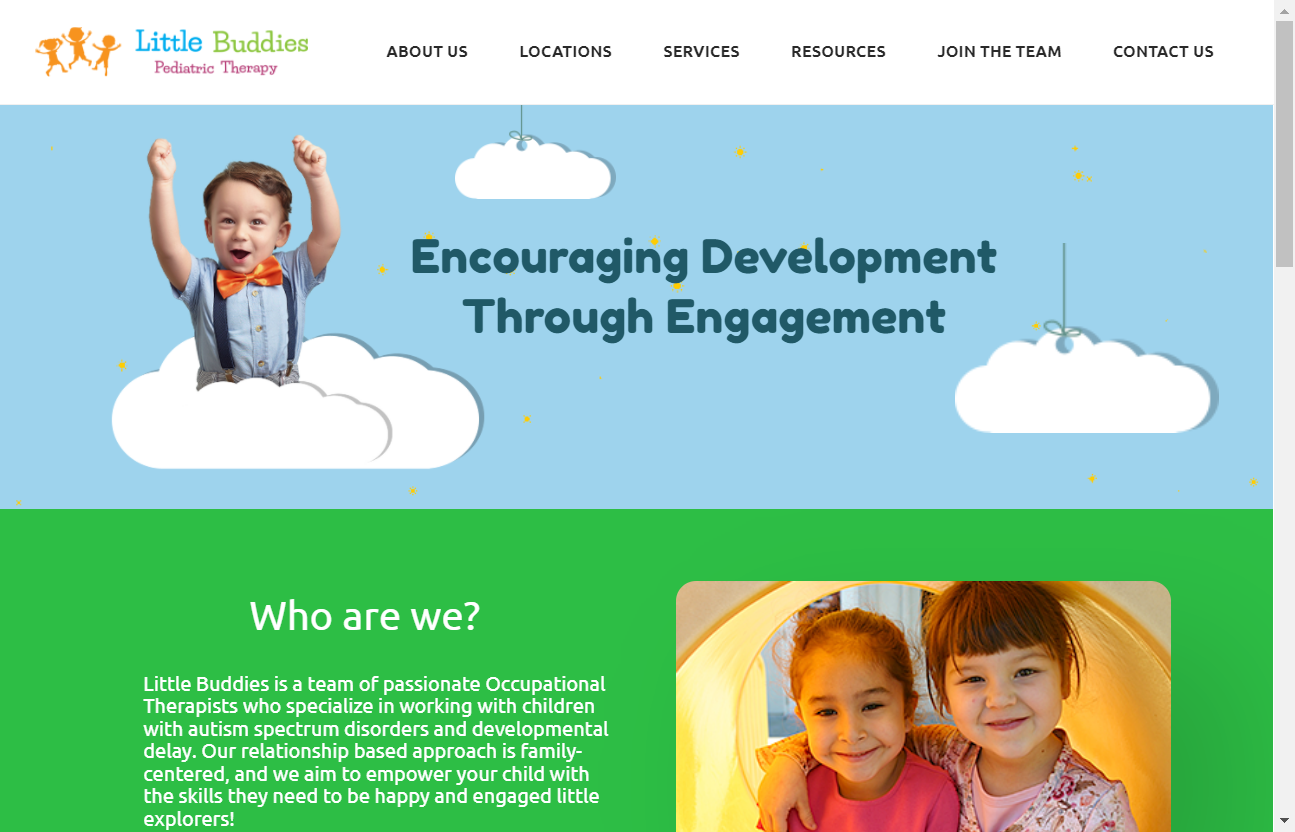 Little Buddies
Pediatric Therapy
ABOUT US
LOCATIONS
SERVICES
RESOURCES
JOIN THE TEAM
CONTACT US
Encouraging Development
Through Engagement
Who are we?
Little Buddies is a team of passionate Occupational
Therapists who specialize in working with children
with autism spectrum disorders and developmental
delay. Our relationship based approach is family-
centered, and we aim to empower your child with
the skills they need to be happy and engaged little
explorers!